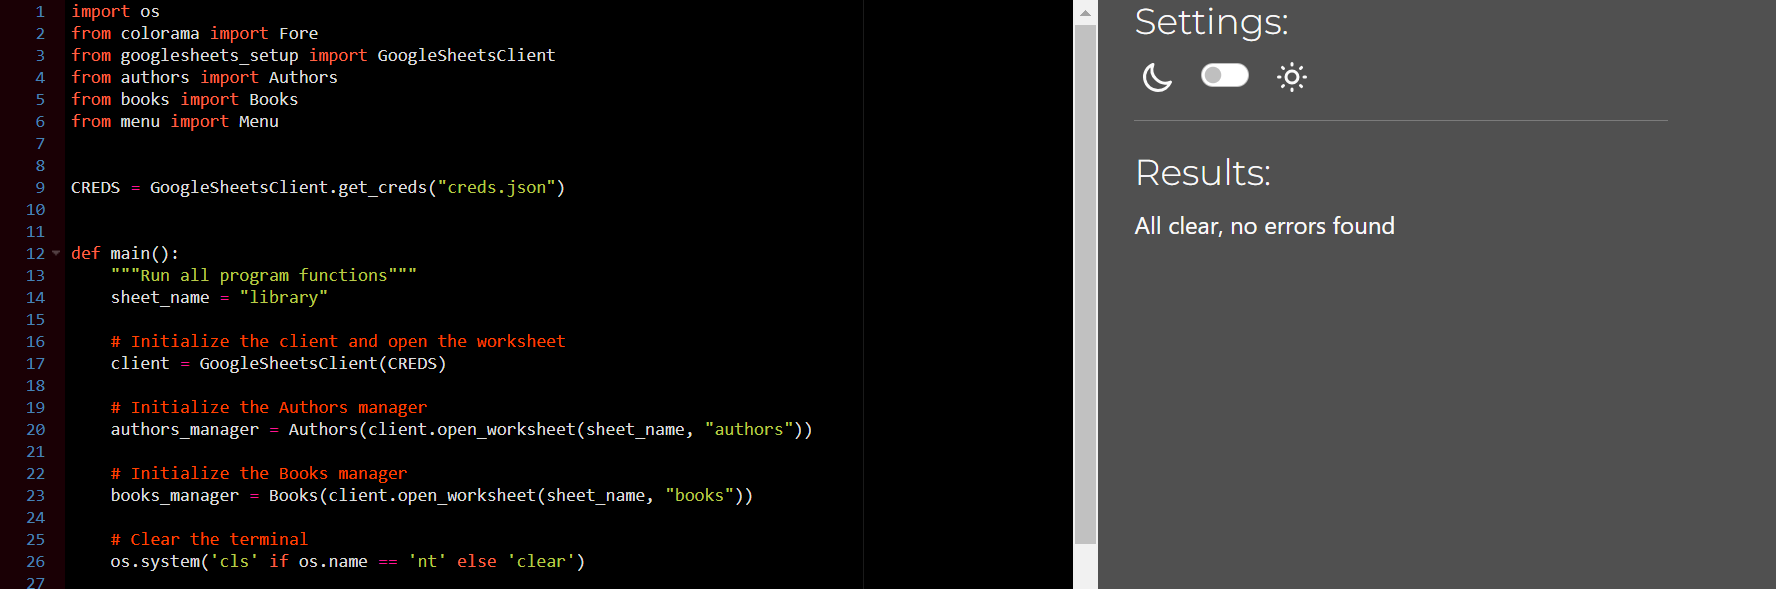 1 import os
2 from colorama import Fore
3 from googlesheets_setup import GoogleSheetsClient
4 from authors import Authors
5 from books import Books
6 from menu import Menu
7
8
9 CREDS = GoogleSheetsClient.get_creds("creds.json")
10
11
12 def main():
13     """Run all program functions"""
14     sheet_name = "library"
15
16     # Initialize the client and open the worksheet
17     client = GoogleSheetsClient(CREDS)
18
19     # Initialize the Authors manager
20     authors_manager = Authors(client.open_worksheet(sheet_name, "authors"))
21
22     # Initialize the Books manager
23     books_manager = Books(client.open_worksheet(sheet_name, "books"))
24
25     # Clear the terminal
26     os.system('cls' if os.name == 'nt' else 'clear')
27
Settings:
Results:
All clear, no errors found